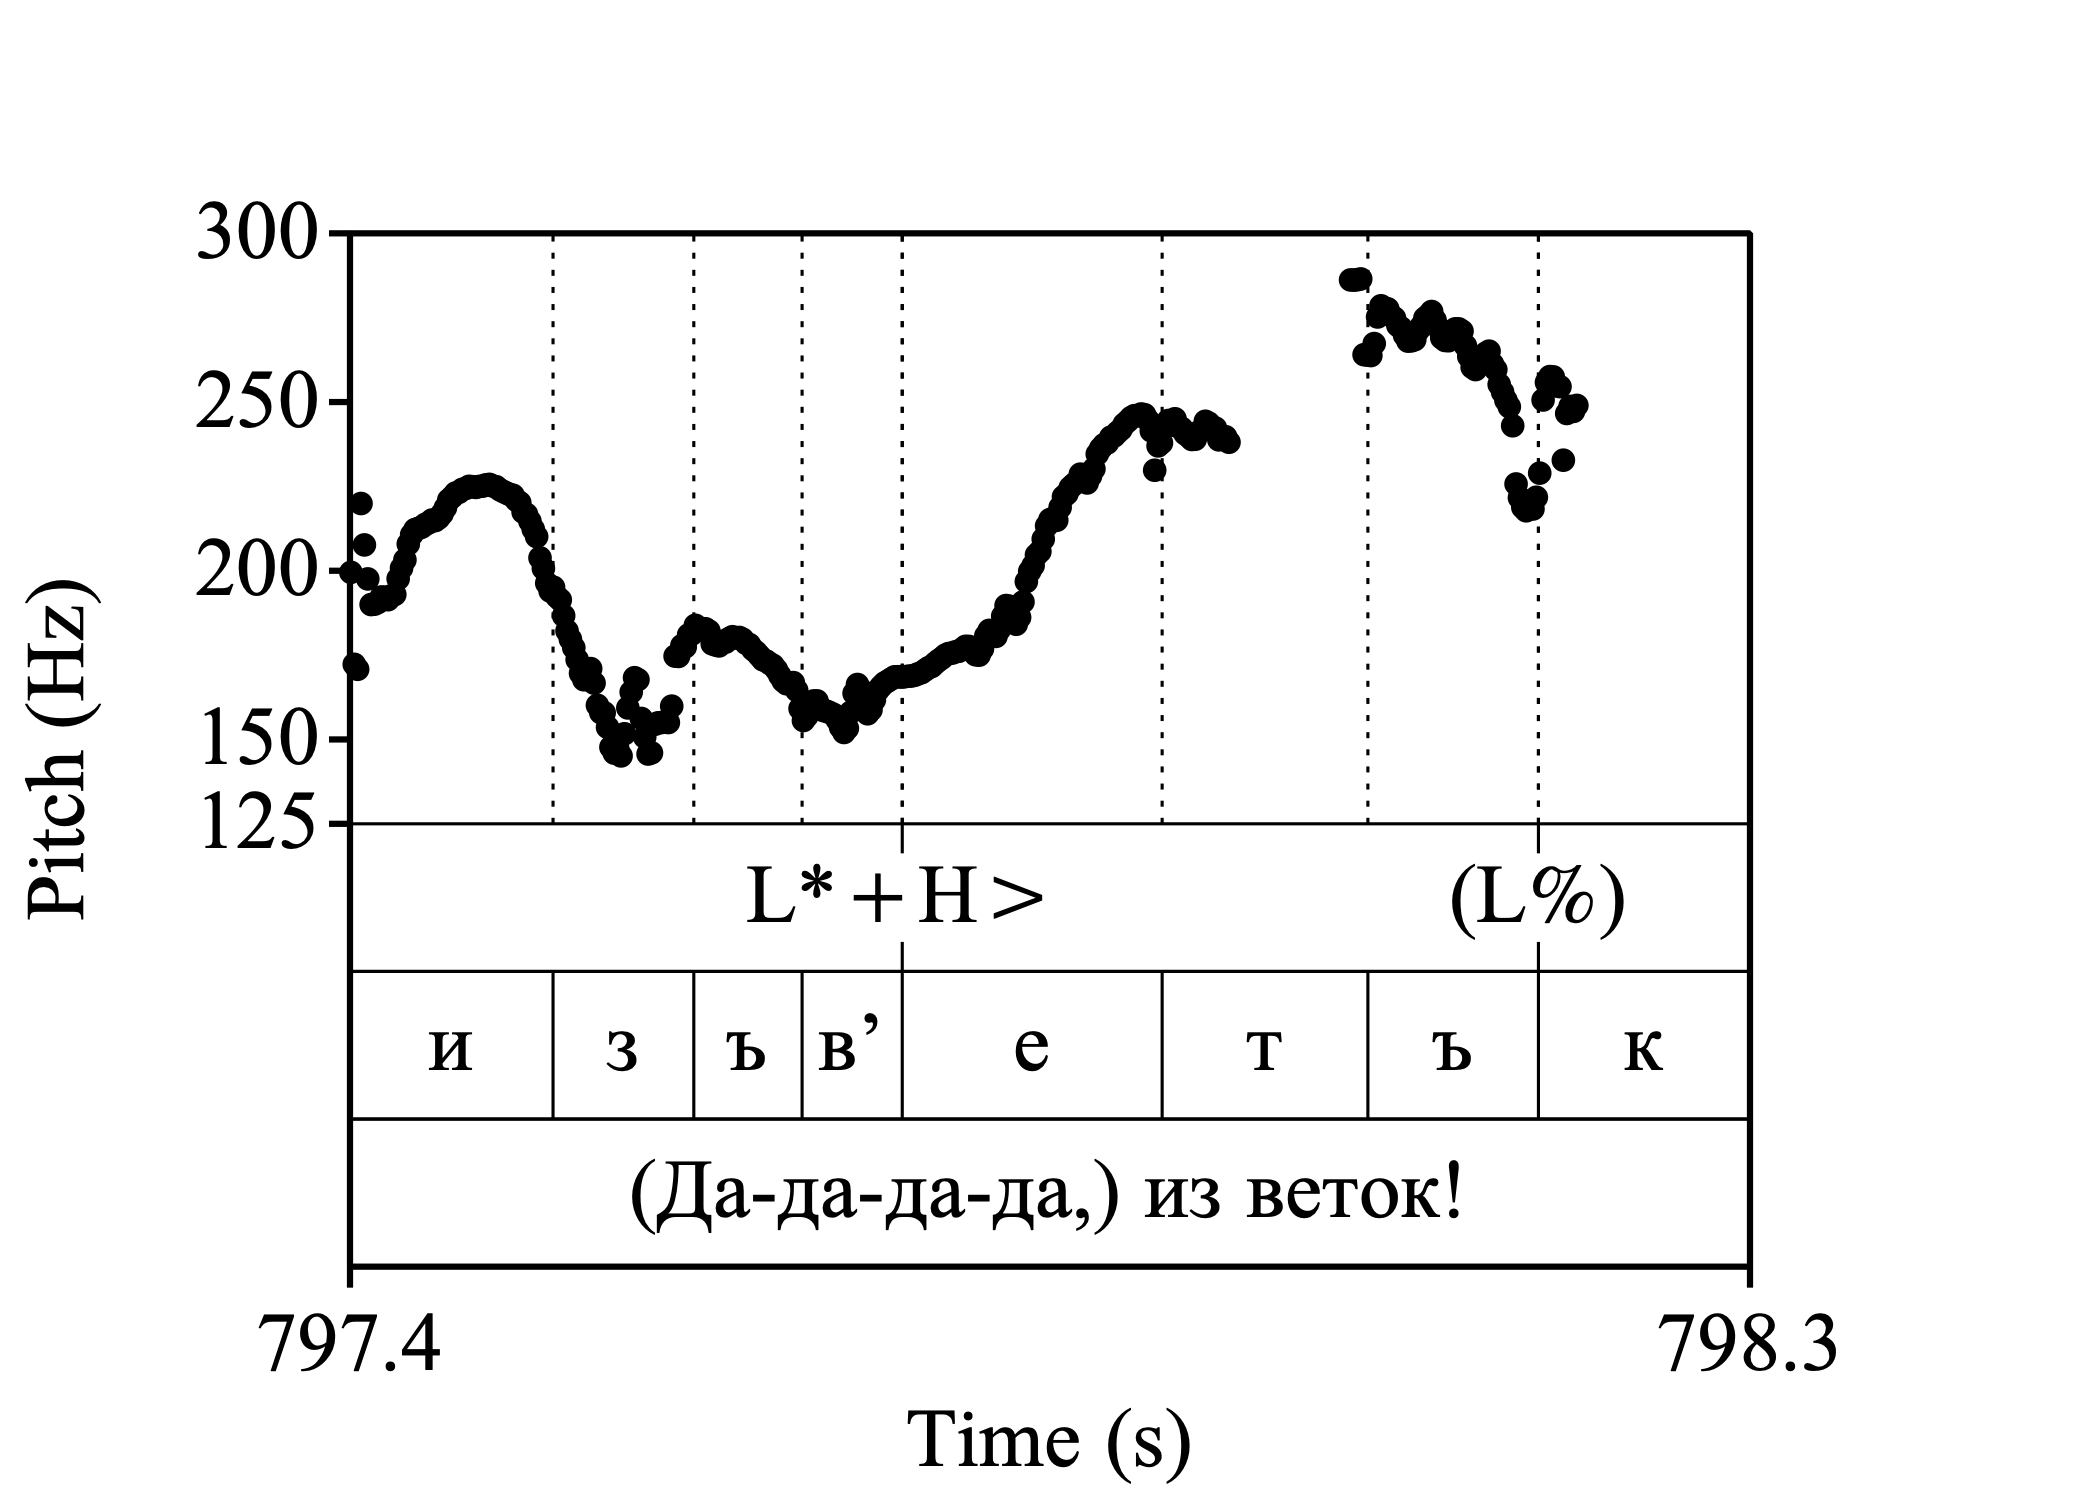 300
250
200
150
125
Pitch (Hz)
L*+H> (L%)
и з ъ в’ е т ъ к
(Да-да-да-да,) из веток!
797.4 798.3
Time (s)